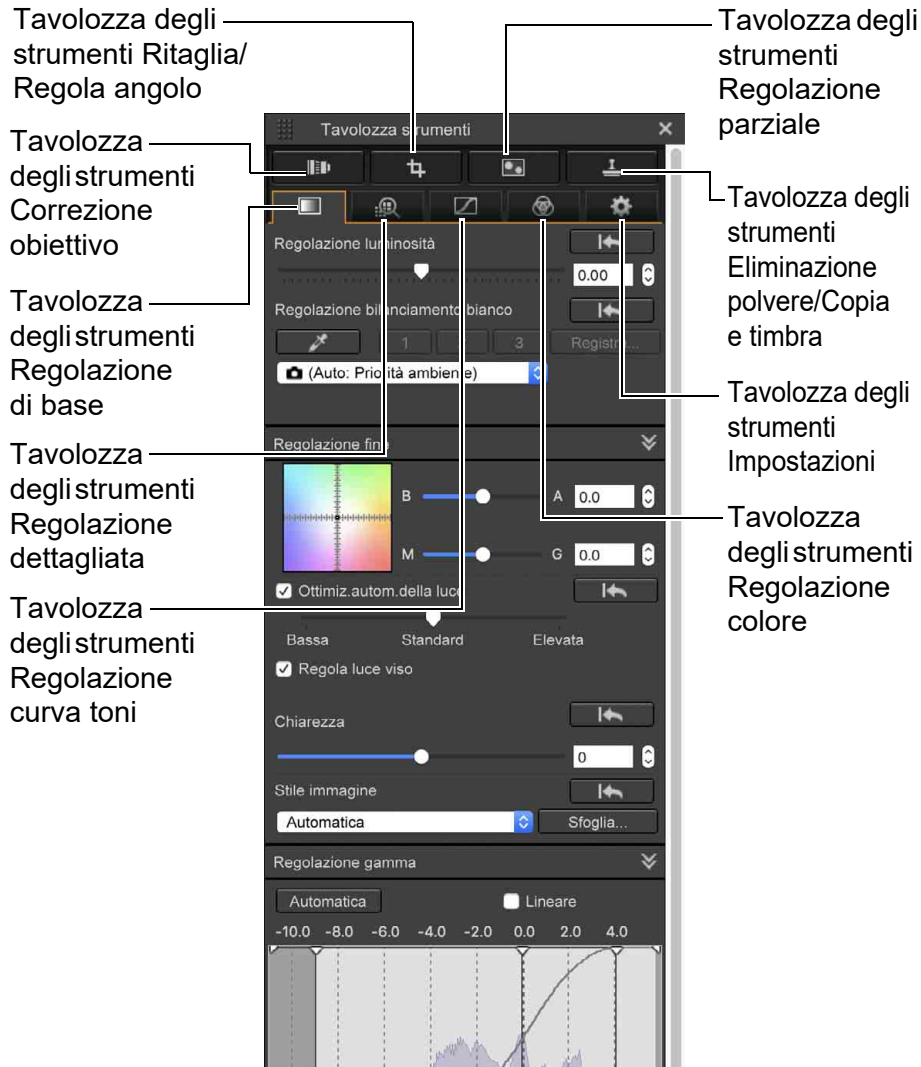 Tavolozza degli
strumenti Ritaglia/
Regola angolo
Tavolozza
degli strumenti
Correzione
obiettivo
Tavolozza
degli strumenti
Regolazione
di base
Tavolozza
degli strumenti
Regolazione
dettagliata
Tavolozza
degli strumenti
Regolazione
curva toni
Tavolozza degli
strumenti
Regolazione
parziale
Tavolozza degli
strumenti
Eliminazione
polvere/Copia
e timbra
Tavolozza degli
strumenti
Impostazioni
Tavolozza
degli strumenti
Regolazione
colore
Tavolozza strumenti
Regolazione luminosità
0.00
Regolazione bilanciamento bianco
1 3 Registra...
(Auto: Priorità ambiente)
Regolazione fine
B A 0.0
M G 0.0
Ottimiz.autom.della luce
Bassa Standard Elevata
Regola luce viso
Chiarezza
0
Stile immagine
Automatica Sfoglia...
Regolazione gamma
Automatica Lineare
-10.0 -8.0 -6.0 -4.0 -2.0 0.0 2.0 4.0